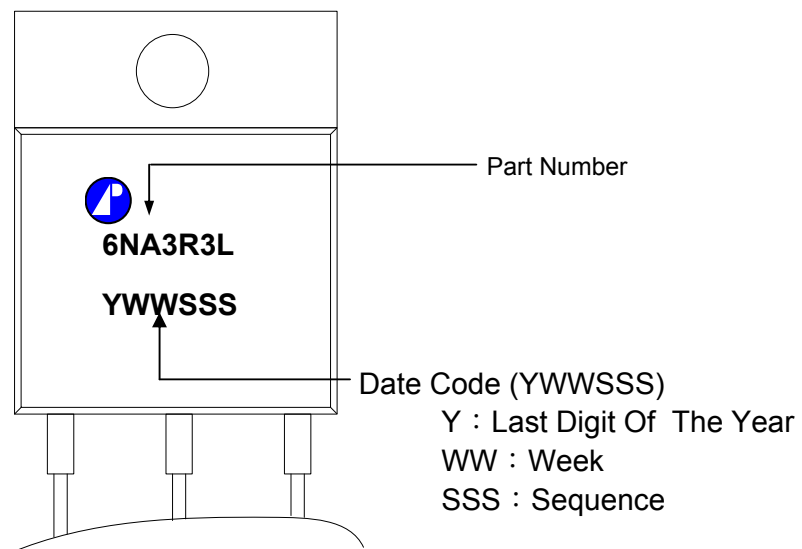 Part Number
6NA3R3L
YWWSSS
Date Code (YWWSSS)
Y：Last Digit Of The Year
WW：Week
SSS：Sequence